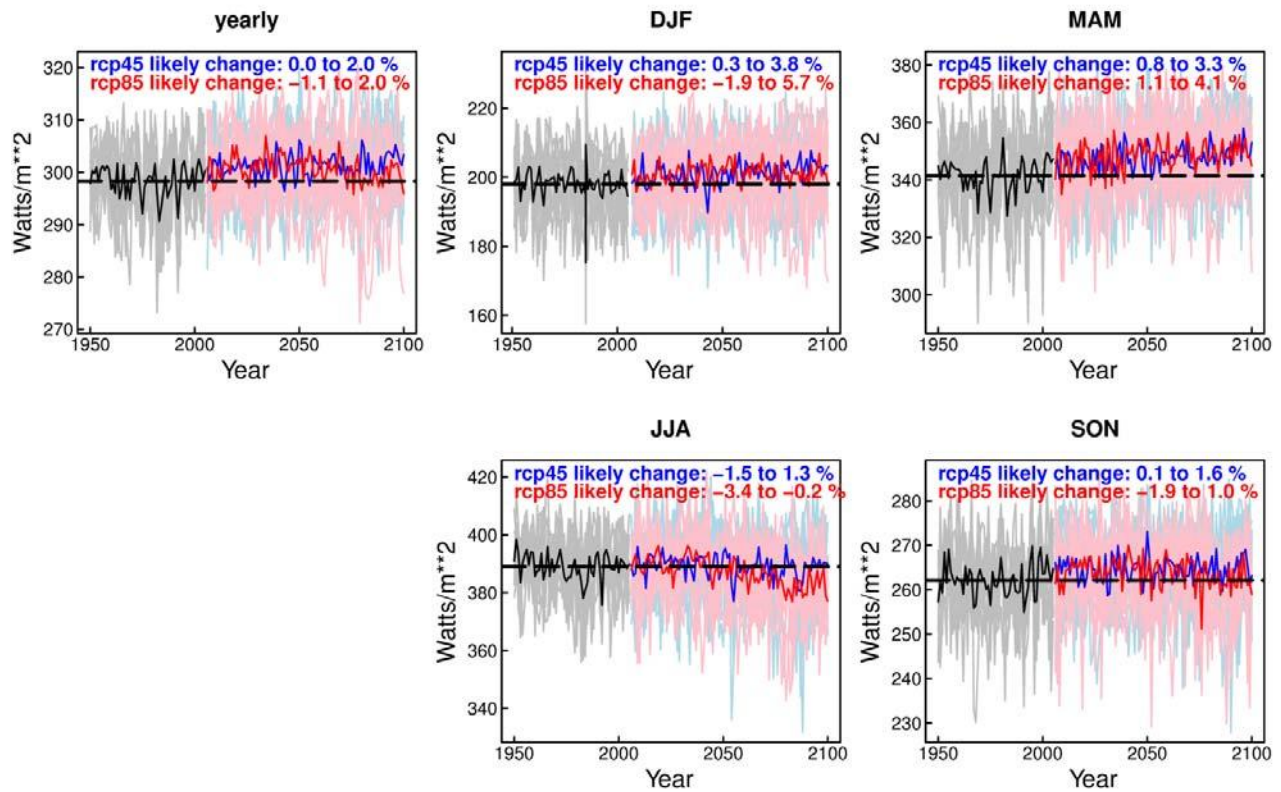 yearly
rcp45 likely change: 0.0 to 2.0 %
rcp85 likely change: −1.1 to 2.0 %
320
310
300
290
280
270
Watts/m**2
1950 2000 2050 2100
Year
DJF
rcp45 likely change: 0.3 to 3.8 %
rcp85 likely change: −1.9 to 5.7 %
220
200
180
160
Watts/m**2
1950 2000 2050 2100
Year
MAM
rcp45 likely change: 0.8 to 3.3 %
rcp85 likely change: 1.1 to 4.1 %
380
360
340
320
300
Watts/m**2
1950 2000 2050 2100
Year
JJA
rcp45 likely change: −1.5 to 1.3 %
rcp85 likely change: −3.4 to −0.2 %
420
400
380
360
340
Watts/m**2
1950 2000 2050 2100
Year
SON
rcp45 likely change: 0.1 to 1.6 %
rcp85 likely change: −1.9 to 1.0 %
280
270
260
250
240
230
Watts/m**2
1950 2000 2050 2100
Year